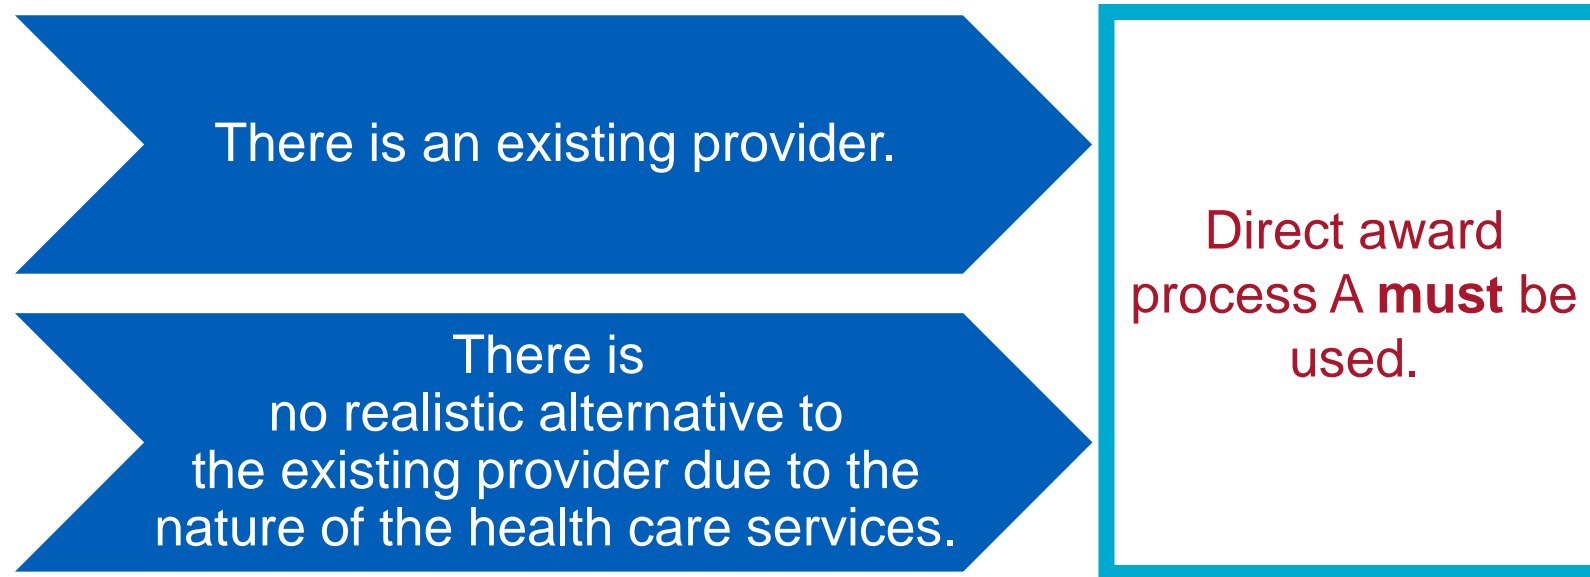 There is an existing provider.
There is
no realistic alternative to
the existing provider due to the
nature of the health care services.
Direct award
process A must be
used.